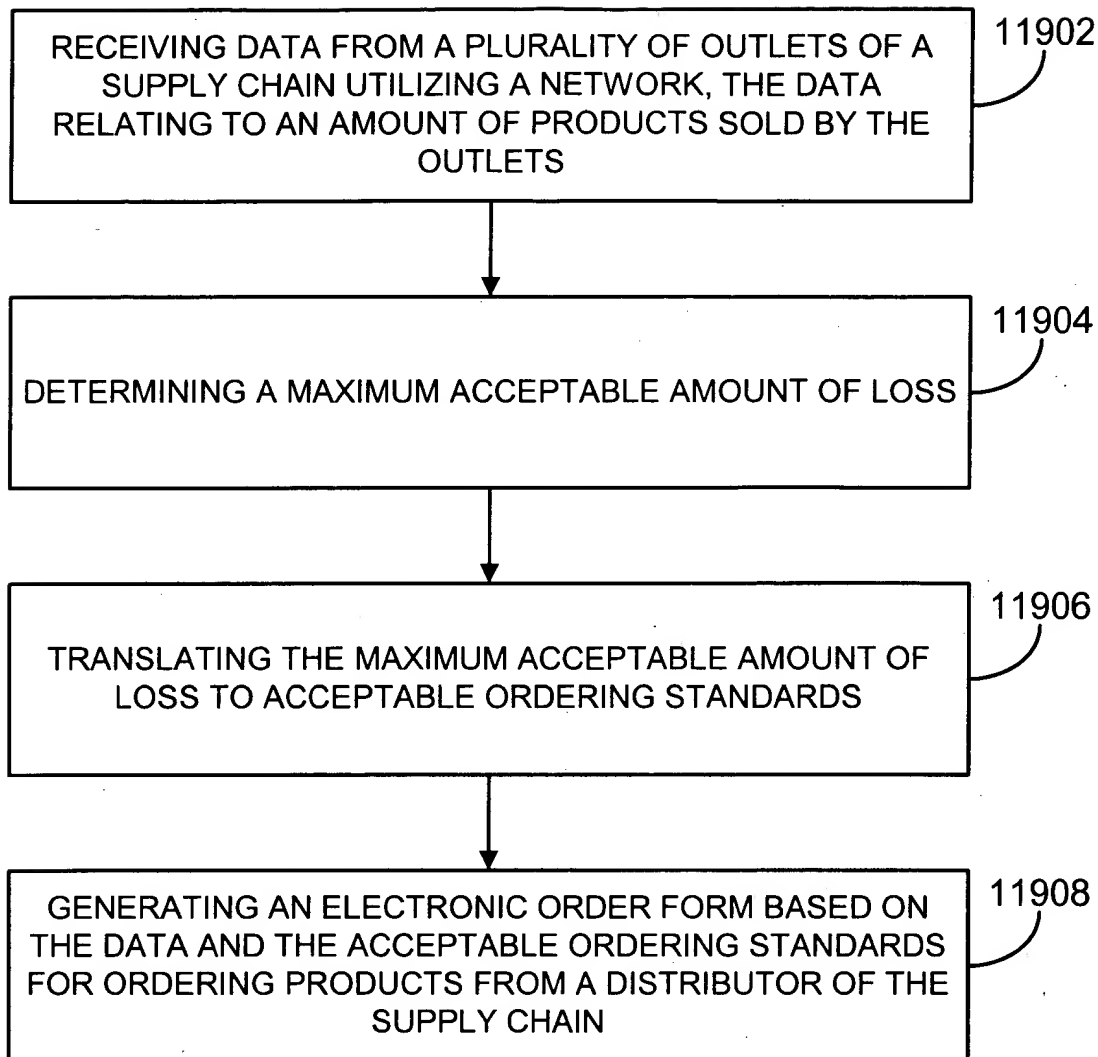 RECEIVING DATA FROM A PLURALITY OF OUTLETS OF A
SUPPLY CHAIN UTILIZING A NETWORK, THE DATA
RELATING TO AN AMOUNT OF PRODUCTS SOLD BY THE
OUTLETS
11902
DETERMINING A MAXIMUM ACCEPTABLE AMOUNT OF LOSS
11904
TRANSLATING THE MAXIMUM ACCEPTABLE AMOUNT OF
LOSS TO ACCEPTABLE ORDERING STANDARDS
11906
GENERATING AN ELECTRONIC ORDER FORM BASED ON
THE DATA AND THE ACCEPTABLE ORDERING STANDARDS
FOR ORDERING PRODUCTS FROM A DISTRIBUTOR OF THE
SUPPLY CHAIN
11908